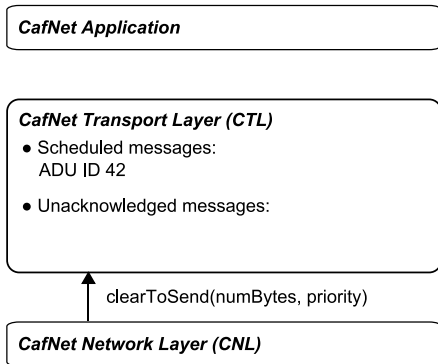 CafNet Application
CafNet Transport Layer (CTL)
● Scheduled messages:
ADU ID 42
● Unacknowledged messages:
clearToSend(numBytes, priority)
CafNet Network Layer (CNL)